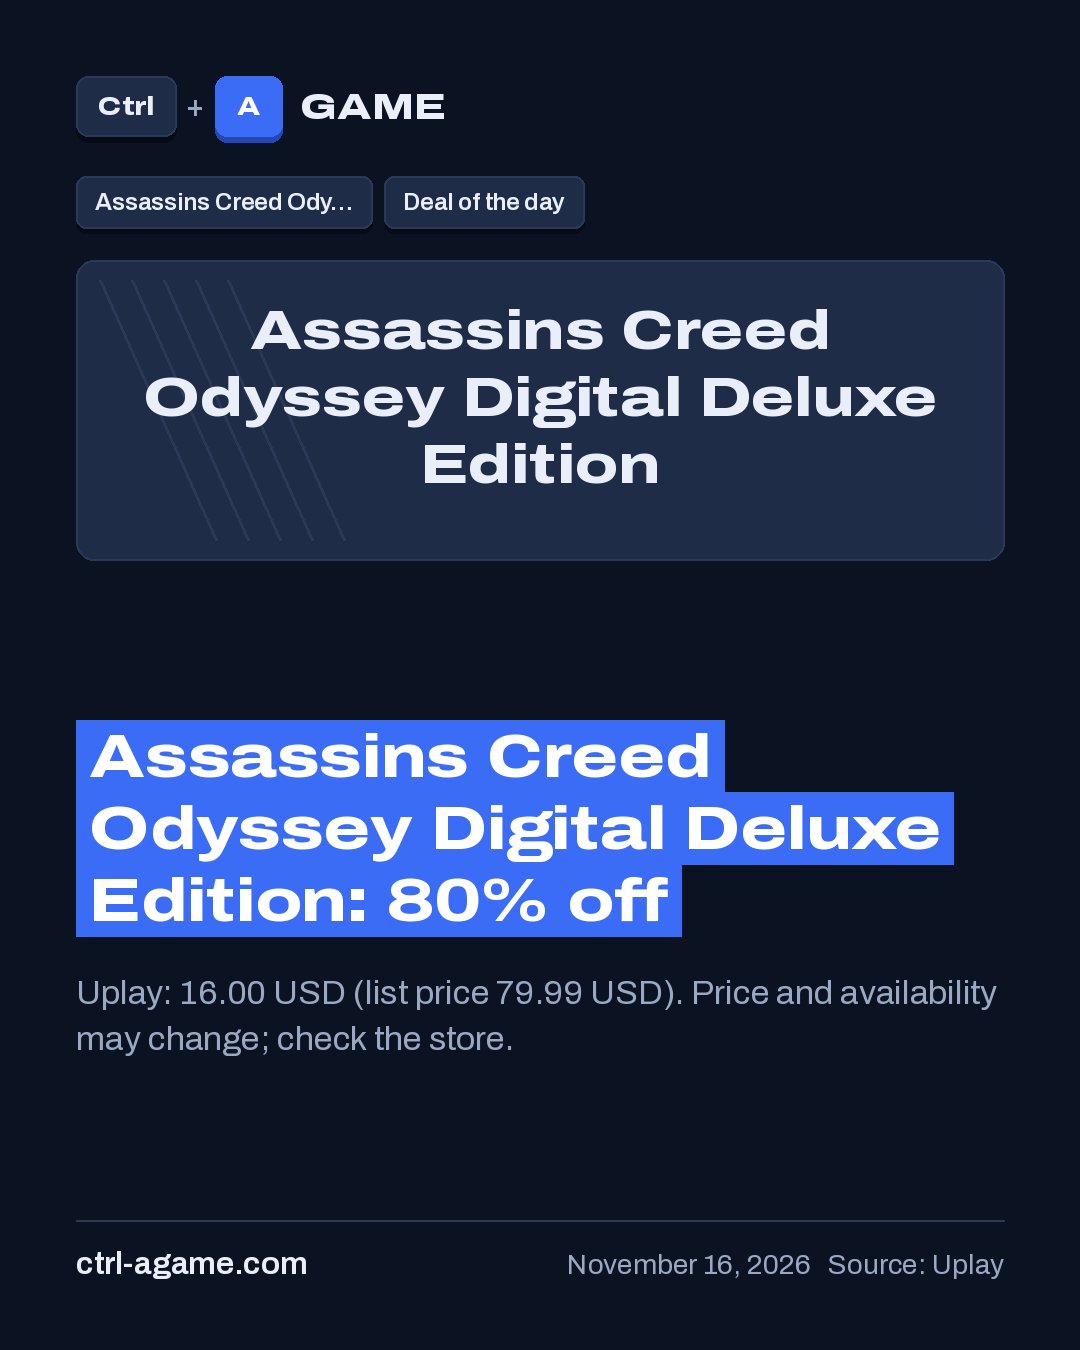 Ctrl + A GAME
Assassins Creed Ody... Deal of the day
Assassins Creed
Odyssey Digital Deluxe
Edition
Assassins Creed
Odyssey Digital Deluxe
Edition: 80% off
Uplay: 16.00 USD (list price 79.99 USD). Price and availability
may change; check the store.
ctrl-agame.com November 16, 2026 Source: Uplay